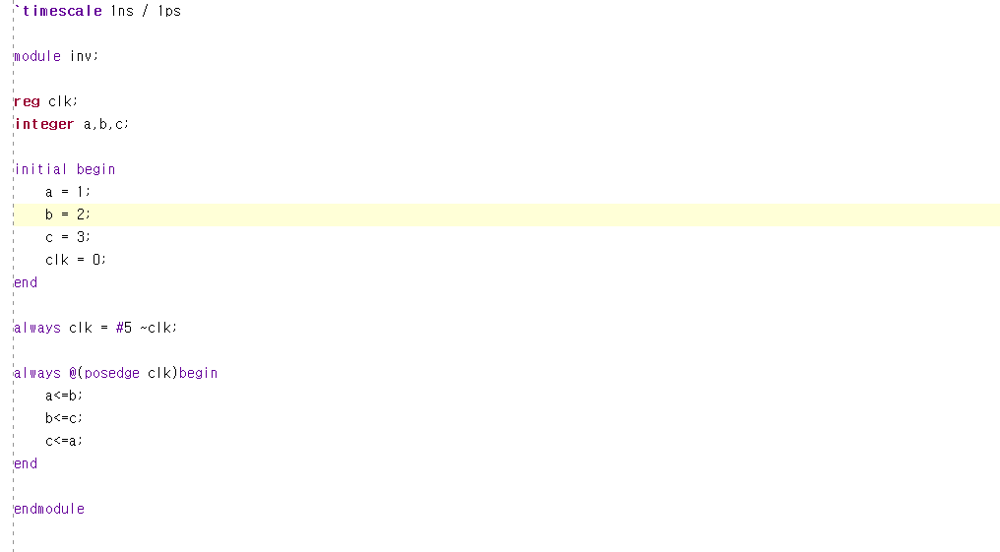 `timescale 1ns / 1ps
module inv;
reg clk;
integer a,b,c;
initial begin
a = 1;
b = 2;
c = 3;
clk = 0;
end
always clk = #5 ~clk;
always @(posedge clk)begin
a<=b;
b<=c;
c<=a;
end
endmodule